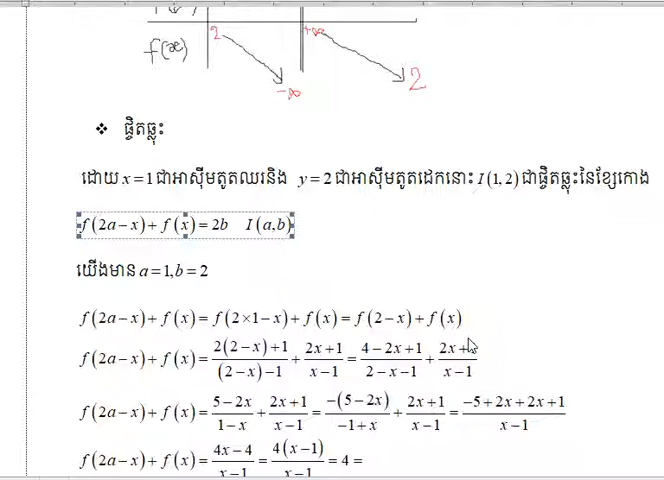 f(x) 2 -∞ +∞ 2
❖ ផ្ចិតឆ្លុះ
ដោយ x = 1 ជាអាស៊ីមតូតឈរនិង y = 2 ជាអាស៊ីមតូតដេកនោះ I(1,2) ជាផ្ចិតឆ្លុះនៃខ្សែកោង
f(2a−x)+ f(x) = 2b I(a,b)
យើងមាន a = 1, b = 2
f(2a−x)+ f(x) = f(2×1−x)+ f(x) = f(2−x)+ f(x)
f(2a−x)+ f(x) = (2(2−x)+1)/((2−x)−1) + (2x+1)/(x−1) = (4−2x+1)/(2−x−1) + (2x+1)/(x−1)
f(2a−x)+ f(x) = (5−2x)/(1−x) + (2x+1)/(x−1) = (−(5−2x))/(−1+x) + (2x+1)/(x−1) = (−5+2x+2x+1)/(x−1)
f(2a−x)+ f(x) = (4x−4)/(x−1) = (4(x−1))/(x−1) = 4 =